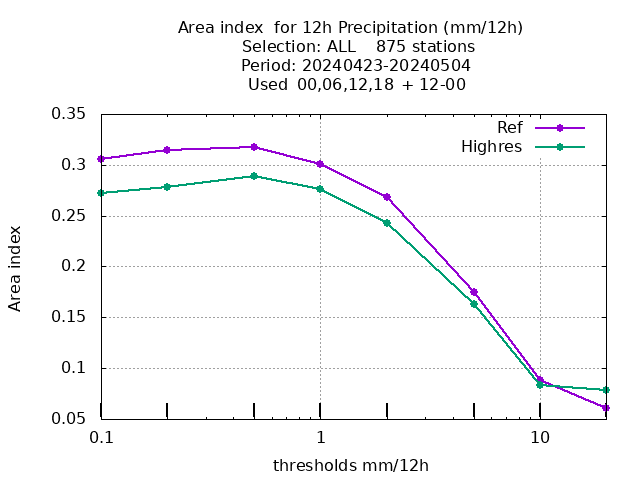 Area index  for 12h Precipitation (mm/12h)
Selection: ALL    875 stations
Period: 20240423-20240504
Used  00,06,12,18  + 12-00
Ref
Highres
0.35
0.3
0.25
0.2
0.15
0.1
0.05
Area index
0.1
1
10
thresholds mm/12h